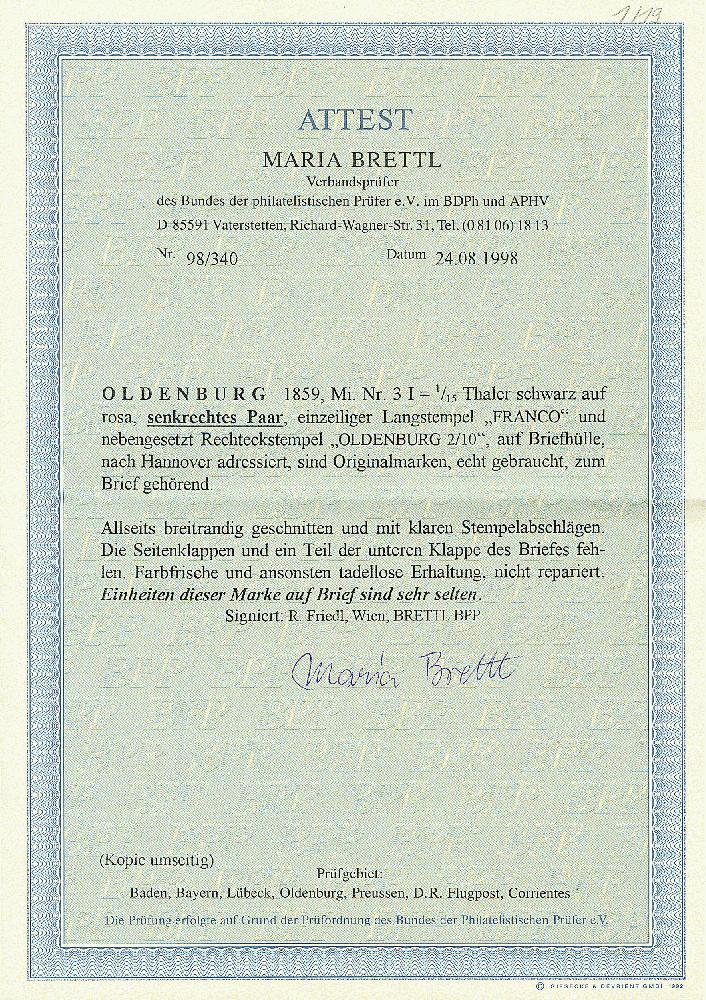 1/19
ATTEST
MARIA BRETTL
Verbandsprüfer
des Bundes der philatelistischen Prüfer e.V. im BDPh und APHV
D-85591 Vaterstetten, Richard-Wagner-Str. 31, Tel. (0 81 06) 18 13
Nr. 98/340 Datum 24.08 1998
OLDENBURG 1859, Mi. Nr. 3 I = 1/15 Thaler schwarz auf
rosa, senkrechtes Paar, einzeiliger Langstempel „FRANCO“ und
nebengesetzt Rechteckstempel „OLDENBURG 2/10“, auf Briefhülle,
nach Hannover adressiert, sind Originalmarken, echt gebraucht, zum
Brief gehörend.
Allseits breitrandig geschnitten und mit klaren Stempelabschlägen.
Die Seitenklappen und ein Teil der unteren Klappe des Briefes feh-
len. Farbfrische und ansonsten tadellose Erhaltung, nicht repariert.
Einheiten dieser Marke auf Brief sind sehr selten.
Signiert: R. Friedl, Wien, BRETTL BPP
Maria Brettl
(Kopie umseitig)
Prüfgebiet:
Baden, Bayern, Lübeck, Oldenburg, Preussen, D.R. Flugpost, Corrientes
Die Prüfung erfolgte auf Grund der Prüfordnung des Bundes der Philatelistischen Prüfer e.V.
© GIESECKE & DEVRIENT GMBH 1992